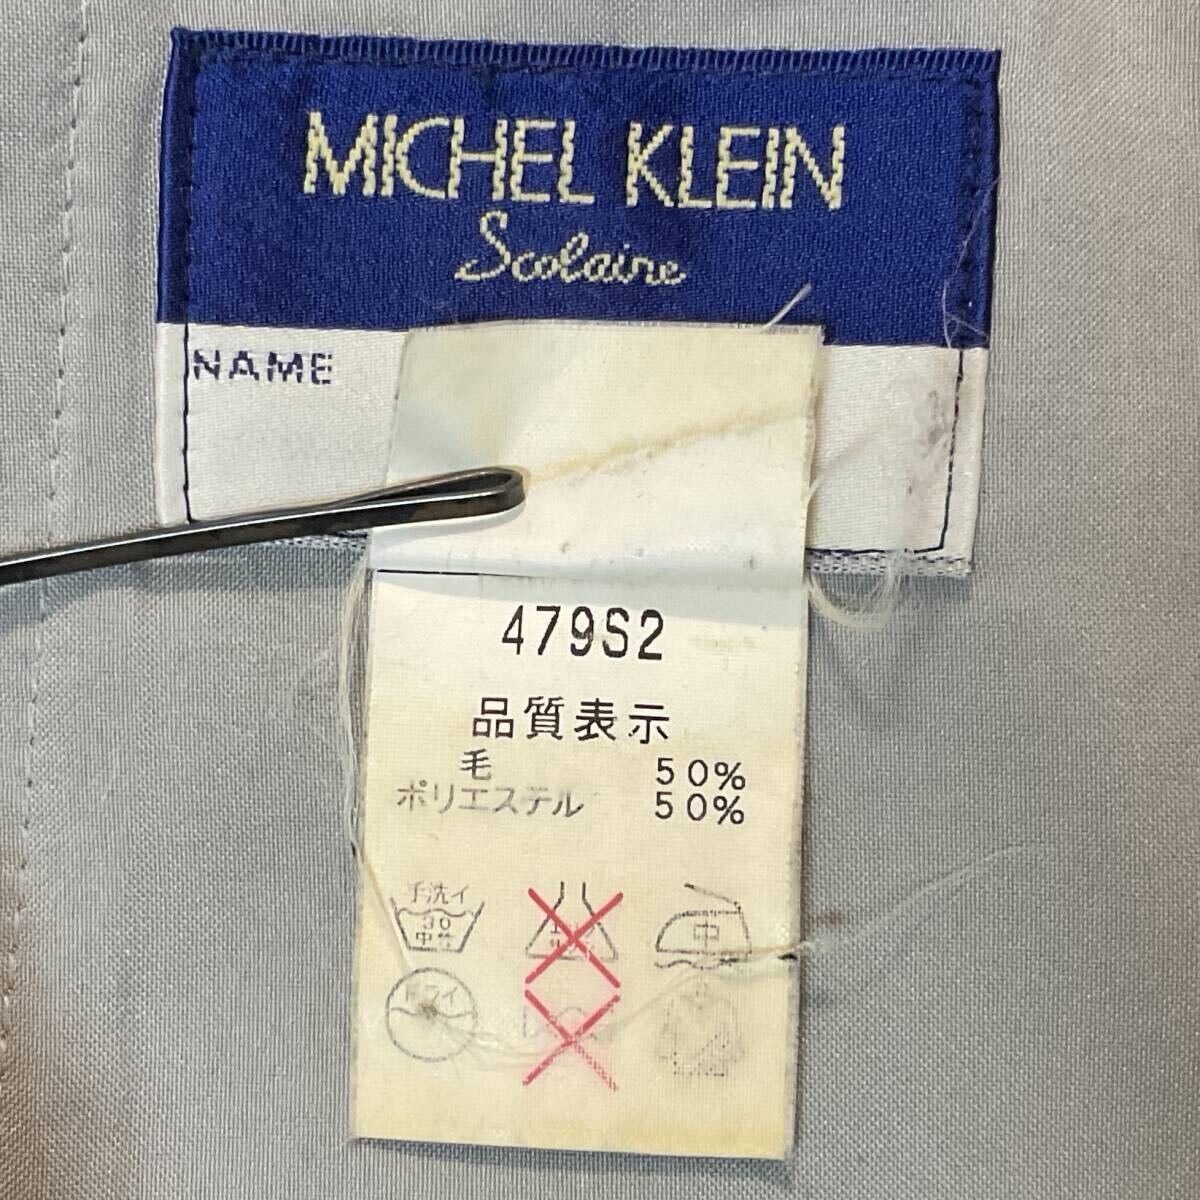 MICHEL KLEIN
Scolaire
NAME
479S2
品質表示
毛 50%
ポリエステル 50%
手洗イ
30
中性
中
ドライ